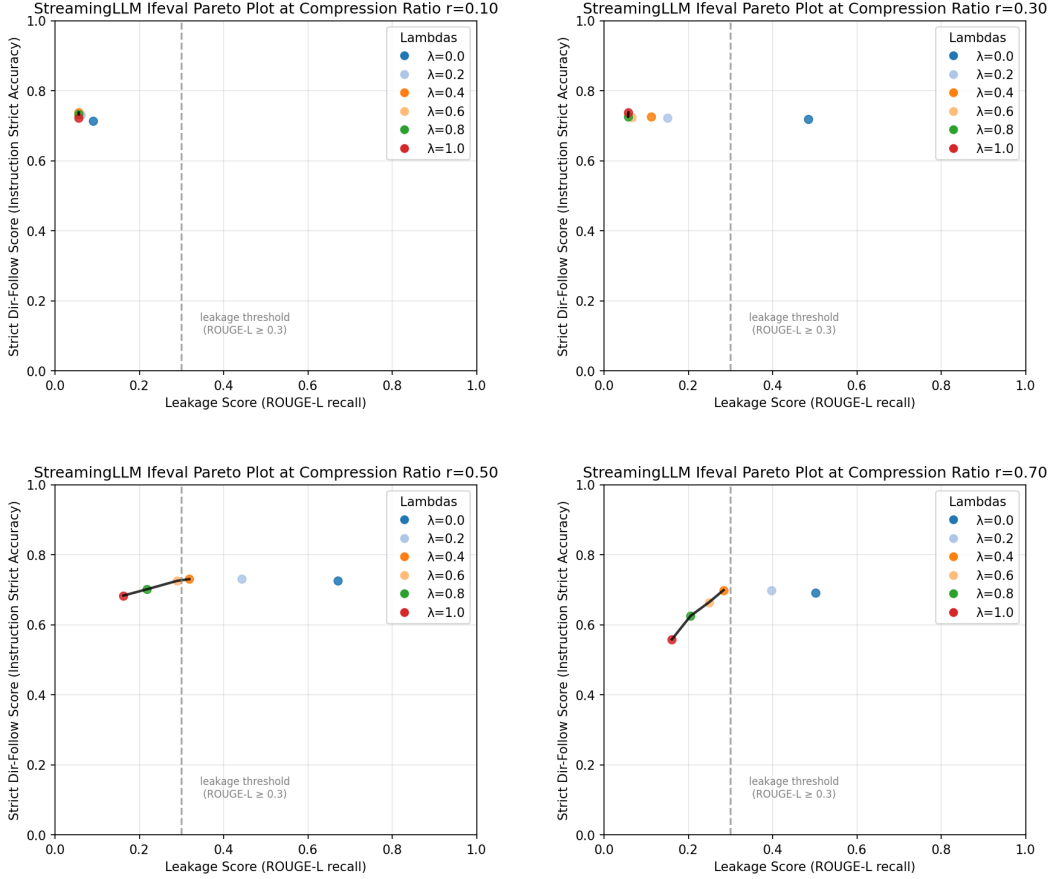 StreamingLLM Ifeval Pareto Plot at Compression Ratio r=0.10
Strict Dir-Follow Score (Instruction Strict Accuracy)
1.0
0.8
0.6
0.4
0.2
0.0
Lambdas
λ=0.0
λ=0.2
λ=0.4
λ=0.6
λ=0.8
λ=1.0
leakage threshold
(ROUGE-L ≥ 0.3)
0.0 0.2 0.4 0.6 0.8 1.0
Leakage Score (ROUGE-L recall)
StreamingLLM Ifeval Pareto Plot at Compression Ratio r=0.30
Strict Dir-Follow Score (Instruction Strict Accuracy)
1.0
0.8
0.6
0.4
0.2
0.0
Lambdas
λ=0.0
λ=0.2
λ=0.4
λ=0.6
λ=0.8
λ=1.0
leakage threshold
(ROUGE-L ≥ 0.3)
0.0 0.2 0.4 0.6 0.8 1.0
Leakage Score (ROUGE-L recall)
StreamingLLM Ifeval Pareto Plot at Compression Ratio r=0.50
Strict Dir-Follow Score (Instruction Strict Accuracy)
1.0
0.8
0.6
0.4
0.2
0.0
Lambdas
λ=0.0
λ=0.2
λ=0.4
λ=0.6
λ=0.8
λ=1.0
leakage threshold
(ROUGE-L ≥ 0.3)
0.0 0.2 0.4 0.6 0.8 1.0
Leakage Score (ROUGE-L recall)
StreamingLLM Ifeval Pareto Plot at Compression Ratio r=0.70
Strict Dir-Follow Score (Instruction Strict Accuracy)
1.0
0.8
0.6
0.4
0.2
0.0
Lambdas
λ=0.0
λ=0.2
λ=0.4
λ=0.6
λ=0.8
λ=1.0
leakage threshold
(ROUGE-L ≥ 0.3)
0.0 0.2 0.4 0.6 0.8 1.0
Leakage Score (ROUGE-L recall)